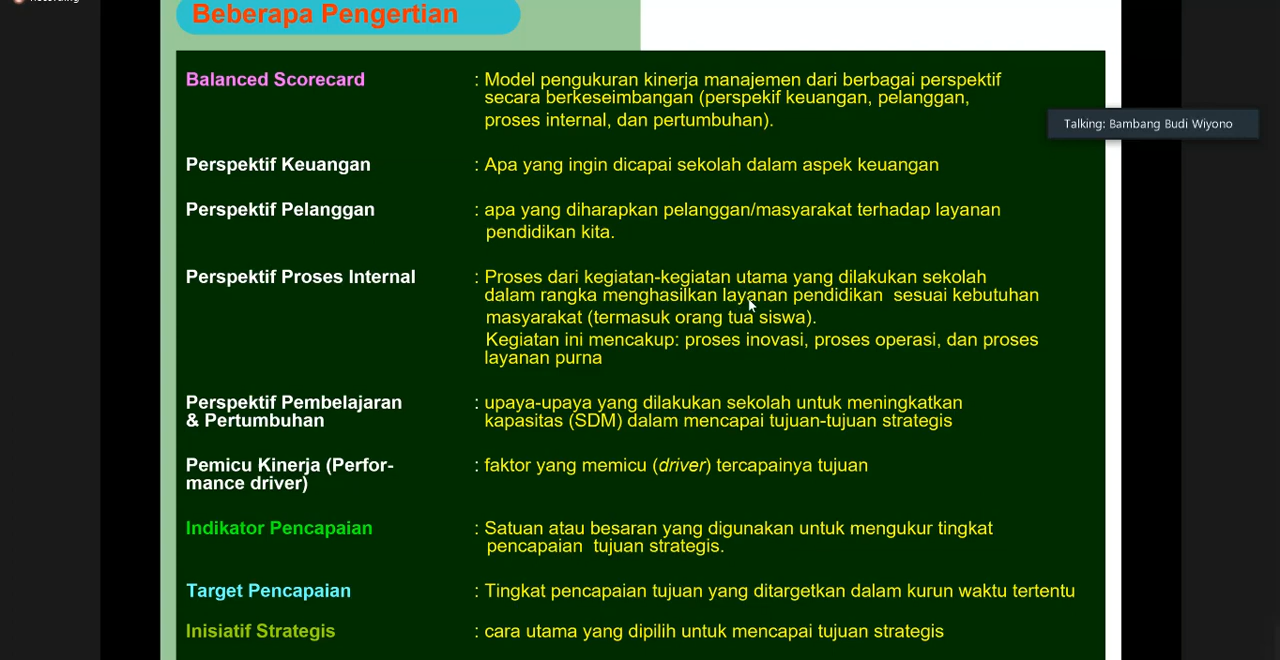 Beberapa Pengertian
Balanced Scorecard : Model pengukuran kinerja manajemen dari berbagai perspektif
secara berkeseimbangan (perspekif keuangan, pelanggan,
proses internal, dan pertumbuhan).
Talking: Bambang Budi Wiyono
Perspektif Keuangan : Apa yang ingin dicapai sekolah dalam aspek keuangan
Perspektif Pelanggan : apa yang diharapkan pelanggan/masyarakat terhadap layanan
pendidikan kita.
Perspektif Proses Internal : Proses dari kegiatan-kegiatan utama yang dilakukan sekolah
dalam rangka menghasilkan layanan pendidikan sesuai kebutuhan
masyarakat (termasuk orang tua siswa).
Kegiatan ini mencakup: proses inovasi, proses operasi, dan proses
layanan purna
Perspektif Pembelajaran : upaya-upaya yang dilakukan sekolah untuk meningkatkan
& Pertumbuhan kapasitas (SDM) dalam mencapai tujuan-tujuan strategis
Pemicu Kinerja (Perfor- : faktor yang memicu (driver) tercapainya tujuan
mance driver)
Indikator Pencapaian : Satuan atau besaran yang digunakan untuk mengukur tingkat
pencapaian tujuan strategis.
Target Pencapaian : Tingkat pencapaian tujuan yang ditargetkan dalam kurun waktu tertentu
Inisiatif Strategis : cara utama yang dipilih untuk mencapai tujuan strategis